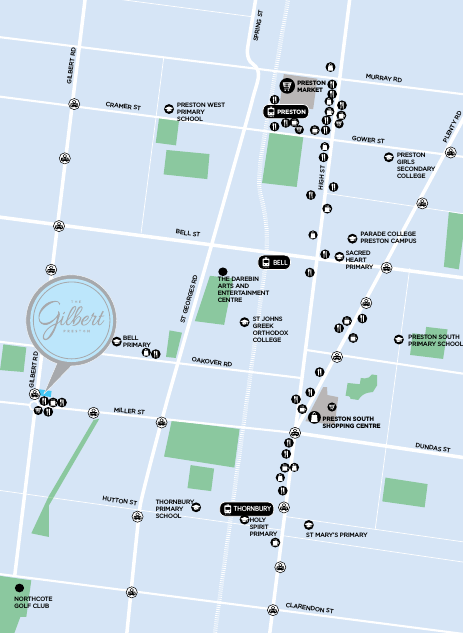 SPRING ST
GILBERT RD
MURRAY RD
PRESTON
MARKET
CRAMER ST
PRESTON WEST
PRIMARY
SCHOOL
PRESTON
PLENTY RD
GOWER ST
PRESTON
GIRLS
SECONDARY
COLLEGE
HIGH ST
BELL ST
PARADE COLLEGE
PRESTON CAMPUS
SACRED
HEART
PRIMARY
BELL
THE DAREBIN
ARTS AND
ENTERTAINMENT
CENTRE
ST GEORGES RD
THE
Gilbert
PRESTON
ST JOHNS
GREEK
ORTHODOX
COLLEGE
BELL
PRIMARY
PRESTON SOUTH
PRIMARY SCHOOL
OAKOVER RD
GILBERT RD
MILLER ST
PRESTON SOUTH
SHOPPING CENTRE
DUNDAS ST
HUTTON ST
THORNBURY
PRIMARY
SCHOOL
THORNBURY
HOLY
SPIRIT
PRIMARY
ST MARY'S PRIMARY
NORTHCOTE
GOLF CLUB
CLARENDON ST